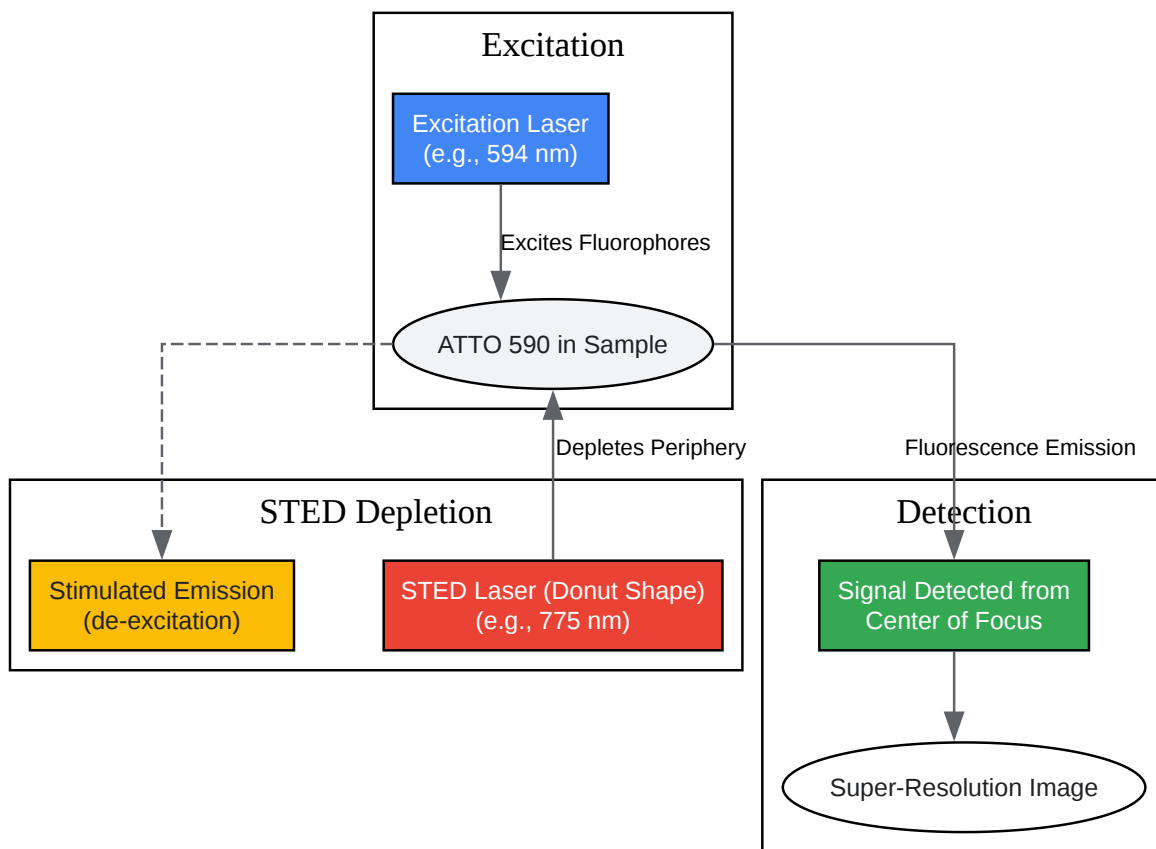 Excitation
Excitation Laser
(e.g., 594 nm)
Excites Fluorophores
ATTO 590 in Sample
Depletes Periphery
Fluorescence Emission
STED Depletion
Detection
Stimulated Emission
(de-excitation)
STED Laser (Donut Shape)
(e.g., 775 nm)
Signal Detected from
Center of Focus
Super-Resolution Image